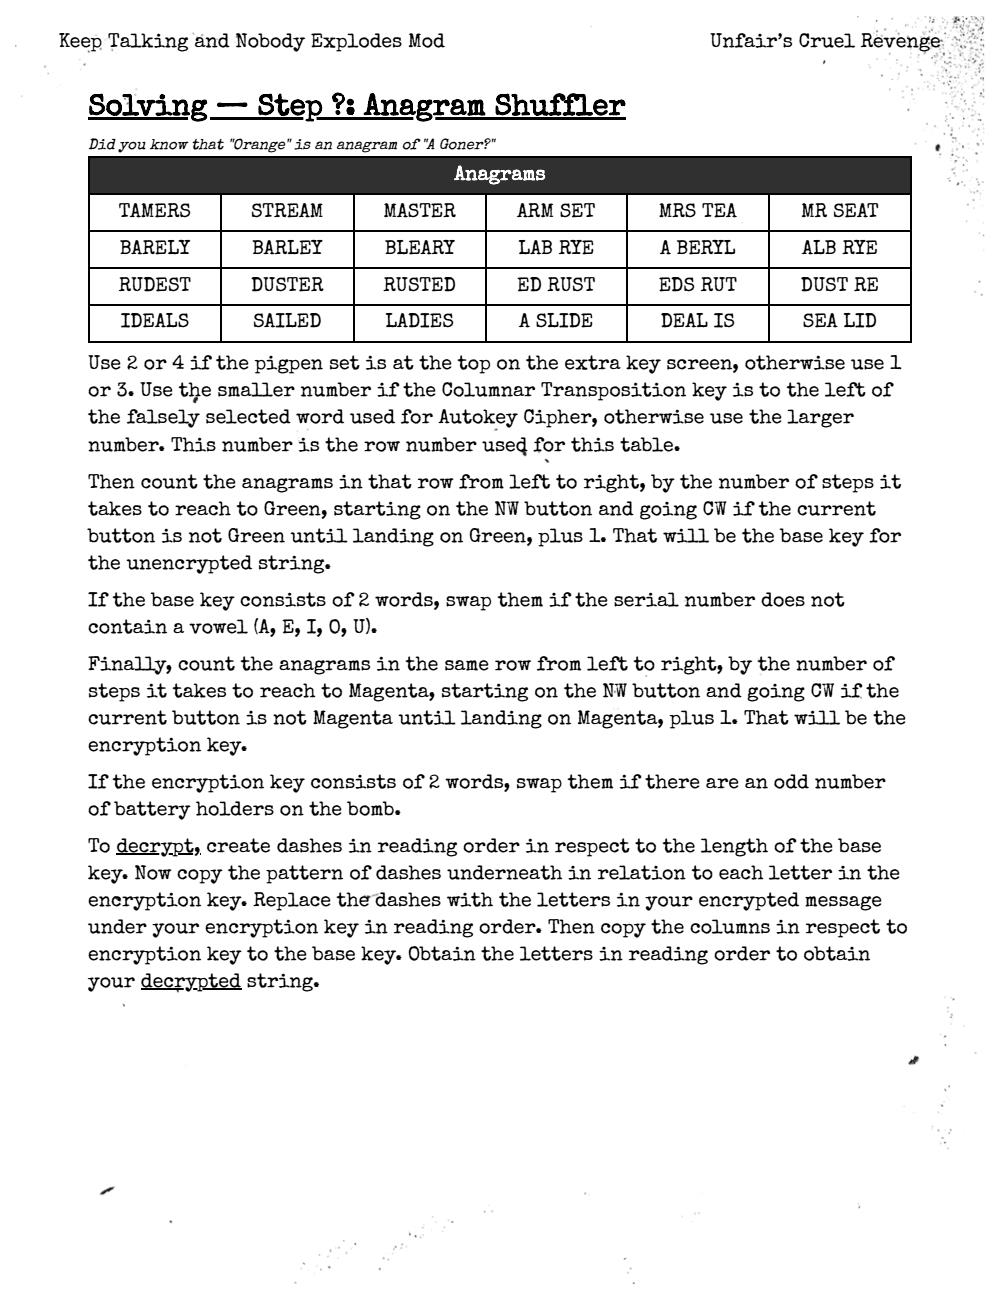 Keep Talking and Nobody Explodes Mod Unfair's Cruel Revenge
Solving — Step ?: Anagram Shuffler
Did you know that "Orange" is an anagram of "A Goner?"
Anagrams
TAMERS STREAM MASTER ARM SET MRS TEA MR SEAT
BARELY BARLEY BLEARY LAB RYE A BERYL ALB RYE
RUDEST DUSTER RUSTED ED RUST EDS RUT DUST RE
IDEALS SAILED LADIES A SLIDE DEAL IS SEA LID
Use 2 or 4 if the pigpen set is at the top on the extra key screen, otherwise use 1
or 3. Use the smaller number if the Columnar Transposition key is to the left of
the falsely selected word used for Autokey Cipher, otherwise use the larger
number. This number is the row number used for this table.
Then count the anagrams in that row from left to right, by the number of steps it
takes to reach to Green, starting on the NW button and going CW if the current
button is not Green until landing on Green, plus 1. That will be the base key for
the unencrypted string.
If the base key consists of 2 words, swap them if the serial number does not
contain a vowel (A, E, I, O, U).
Finally, count the anagrams in the same row from left to right, by the number of
steps it takes to reach to Magenta, starting on the NW button and going CW if the
current button is not Magenta until landing on Magenta, plus 1. That will be the
encryption key.
If the encryption key consists of 2 words, swap them if there are an odd number
of battery holders on the bomb.
To decrypt, create dashes in reading order in respect to the length of the base
key. Now copy the pattern of dashes underneath in relation to each letter in the
encryption key. Replace the dashes with the letters in your encrypted message
under your encryption key in reading order. Then copy the columns in respect to
encryption key to the base key. Obtain the letters in reading order to obtain
your decrypted string.